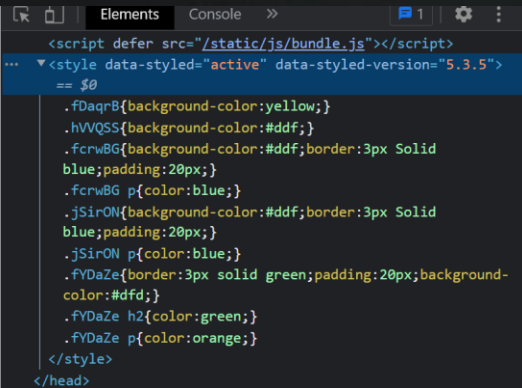 Elements Console » 1
<script defer src="/static/js/bundle.js"></script>
··· ▼<style data-styled="active" data-styled-version="5.3.5">
== $0
.fDaqrB{background-color:yellow;}
.hVVQSS{background-color:#ddf;}
.fcrwBG{background-color:#ddf;border:3px Solid
blue;padding:20px;}
.fcrwBG p{color:blue;}
.jSirON{background-color:#ddf;border:3px Solid
blue;padding:20px;}
.jSirON p{color:blue;}
.fYDaZe{border:3px solid green;padding:20px;background-
color:#dfd;}
.fYDaZe h2{color:green;}
.fYDaZe p{color:orange;}
</style>
</head>